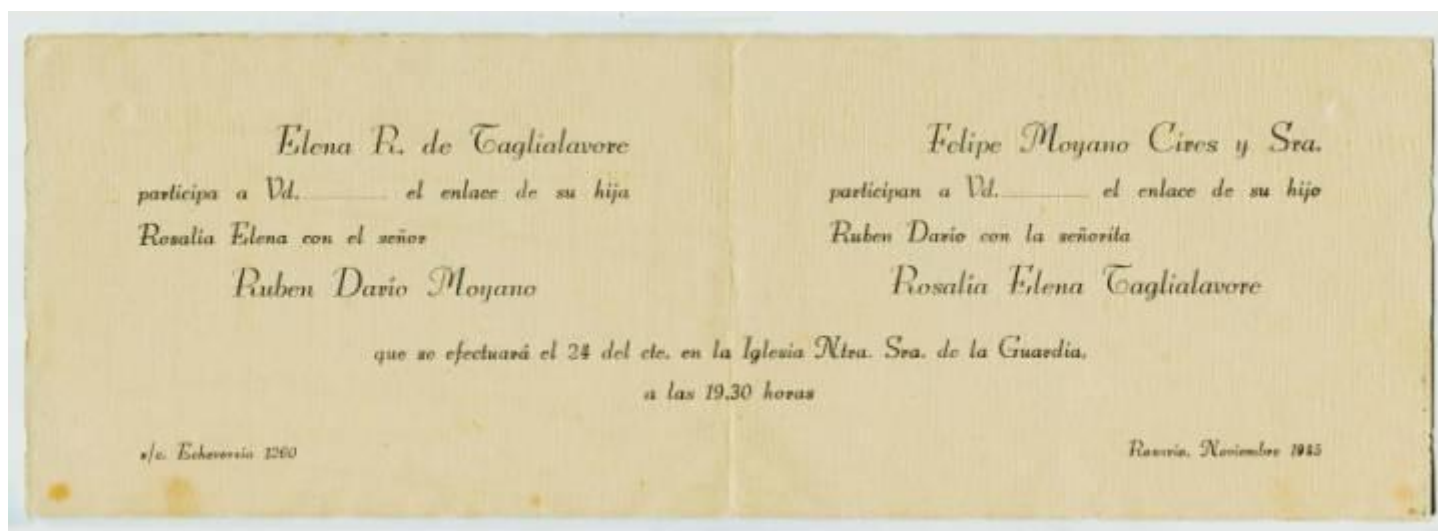 Elena R. de Taglialavore
participa a Vd. el enlace de su hija
Rosalia Elena con el señor
Ruben Darío Moyano
Felipe Moyano Cires y Sra.
participan a Vd. el enlace de su hijo
Ruben Darío con la señorita
Rosalia Elena Taglialavore
que se efectuará el 24 del cte. en la Iglesia Ntra. Sra. de la Guardia,
a las 19.30 horas
s/c. Echeverría 1260
Rosario, Noviembre 1945